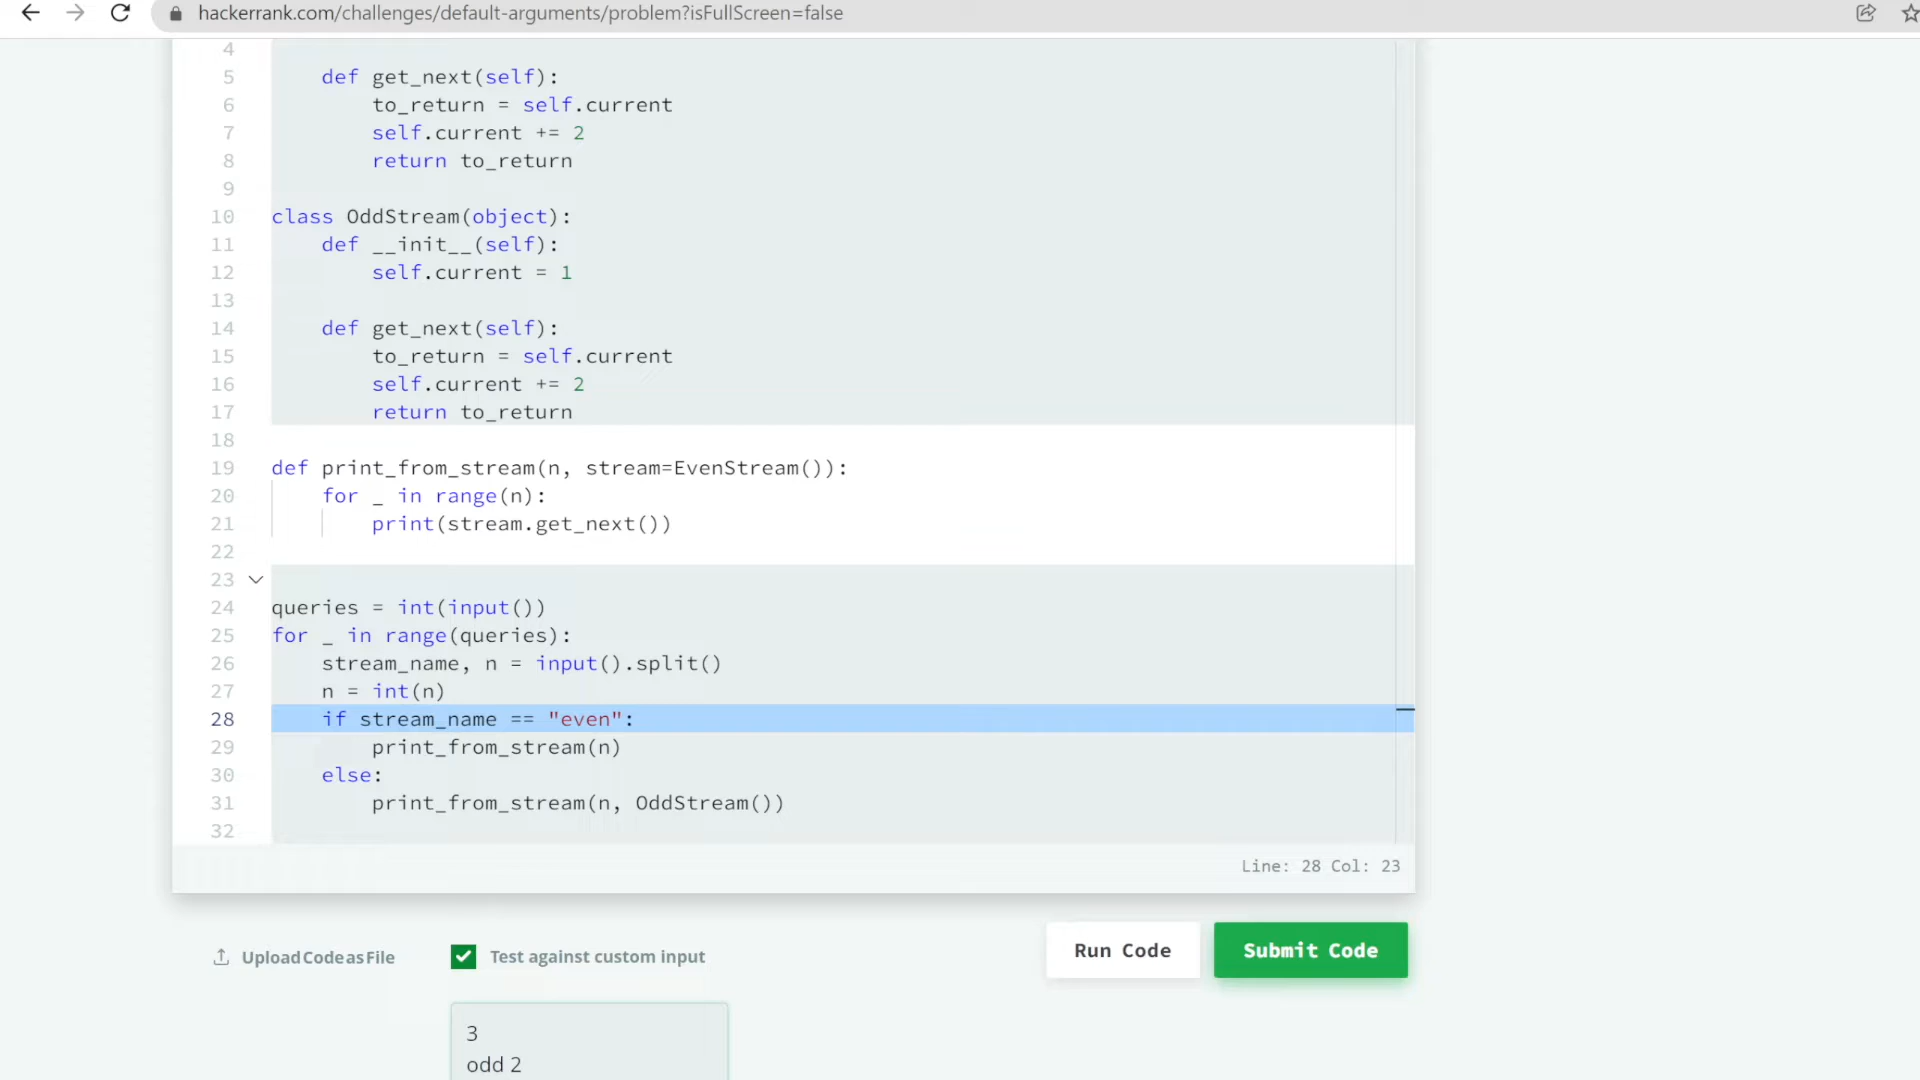 hackerrank.com/challenges/default-arguments/problem?isFullScreen=false
4
5 def get_next(self):
6 to_return = self.current
7 self.current += 2
8 return to_return
9
10 class OddStream(object):
11 def __init__(self):
12 self.current = 1
13
14 def get_next(self):
15 to_return = self.current
16 self.current += 2
17 return to_return
18
19 def print_from_stream(n, stream=EvenStream()):
20 for _ in range(n):
21 print(stream.get_next())
22
23
24 queries = int(input())
25 for _ in range(queries):
26 stream_name, n = input().split()
27 n = int(n)
28 if stream_name == "even":
29 print_from_stream(n)
30 else:
31 print_from_stream(n, OddStream())
32
Line: 28 Col: 23
Upload Code as File Test against custom input Run Code Submit Code
3
odd 2